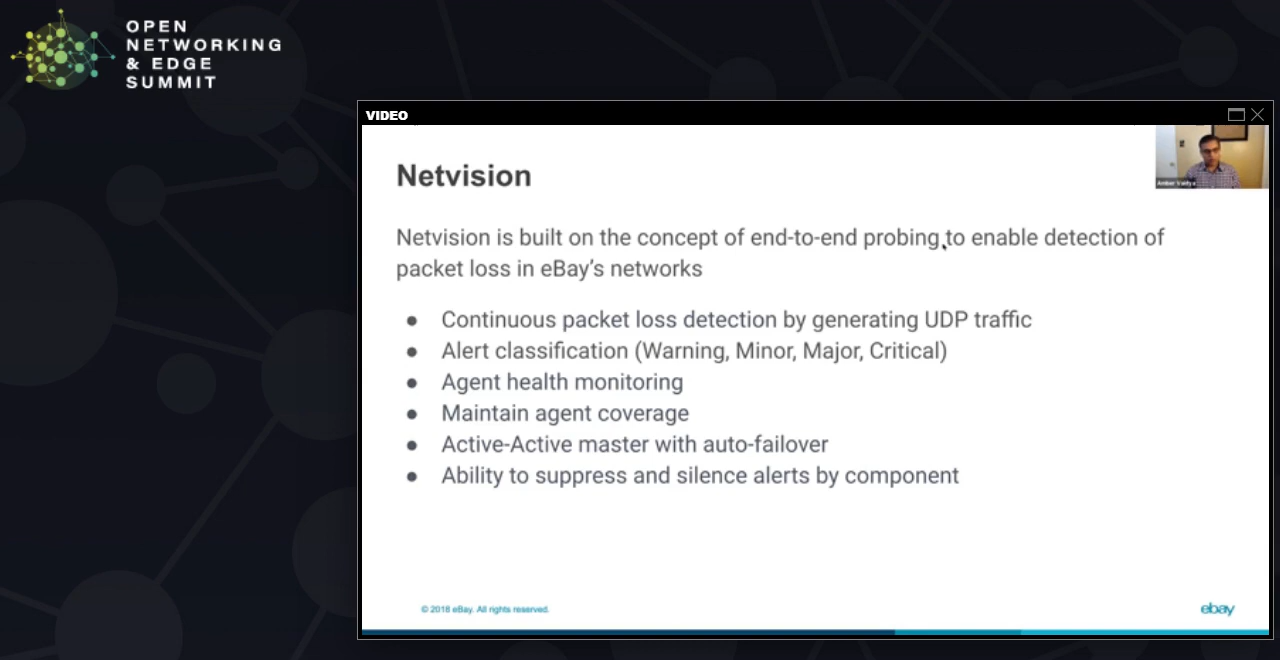 OPEN
NETWORKING
& EDGE
SUMMIT
VIDEO
Netvision
Netvision is built on the concept of end-to-end probing to enable detection of
packet loss in eBay’s networks
● Continuous packet loss detection by generating UDP traffic
● Alert classification (Warning, Minor, Major, Critical)
● Agent health monitoring
● Maintain agent coverage
● Active-Active master with auto-failover
● Ability to suppress and silence alerts by component
© 2018 eBay. All rights reserved.
ebay